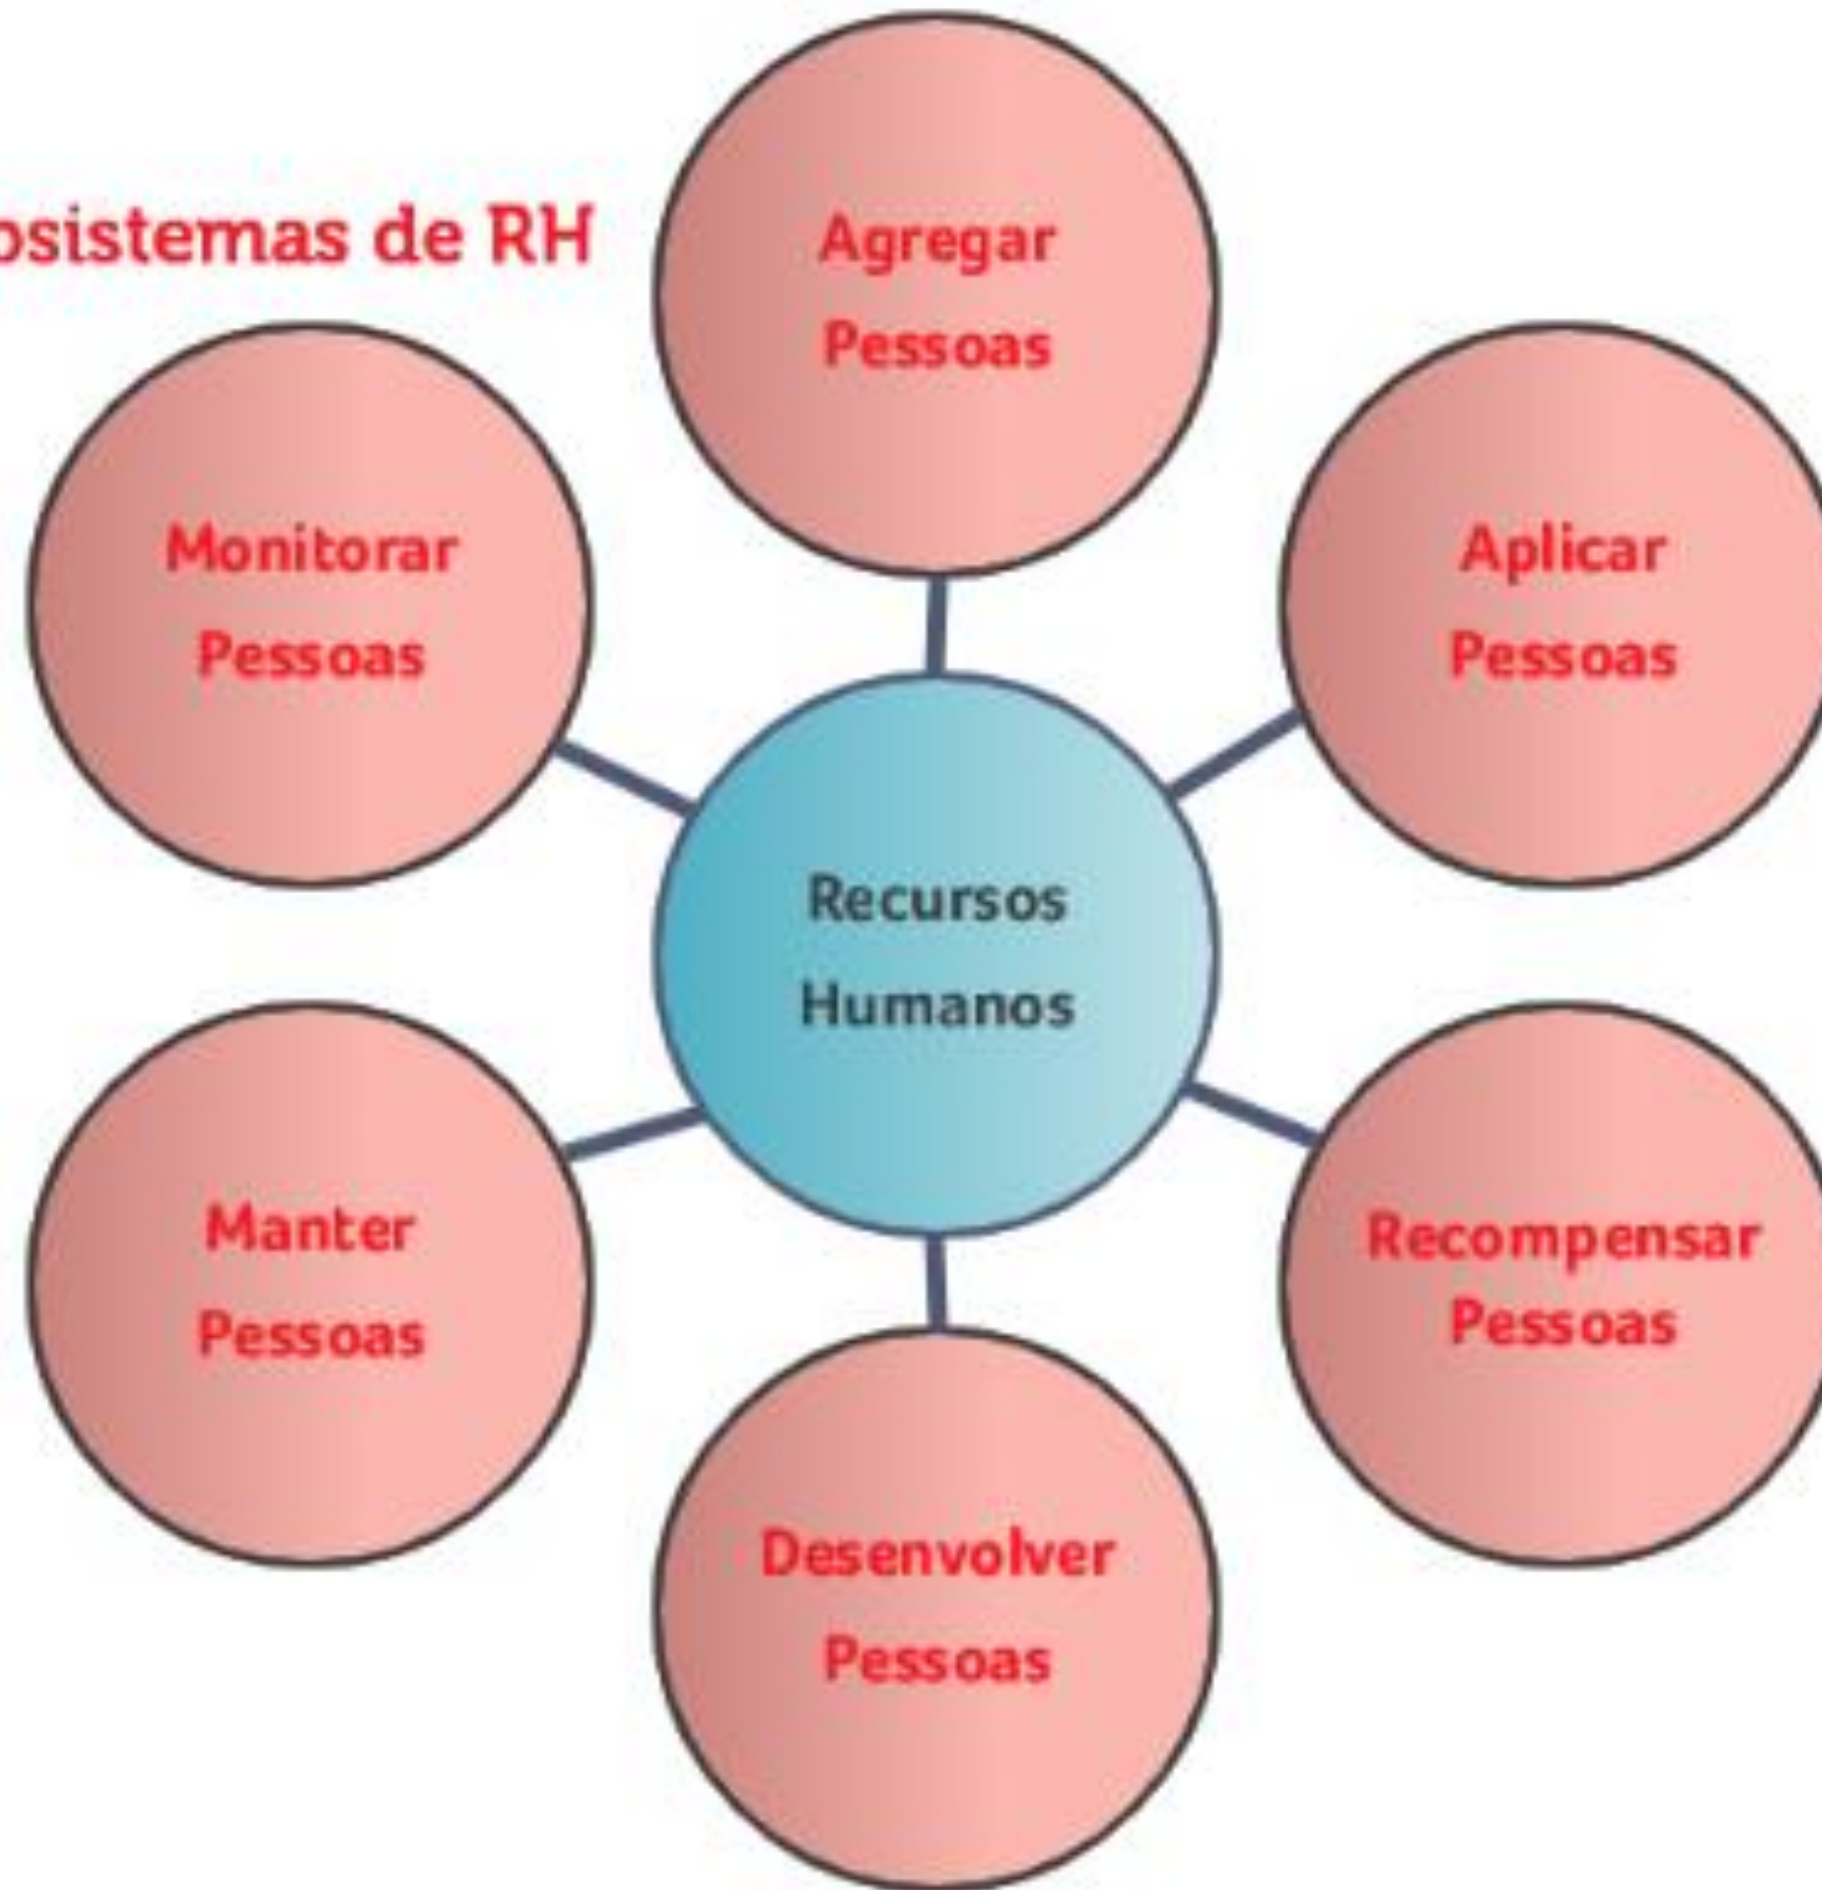 osistemas de RH
Agregar
Pessoas
Monitorar
Pessoas
Aplicar
Pessoas
Recursos
Humanos
Manter
Pessoas
Recompensar
Pessoas
Desenvolver
Pessoas